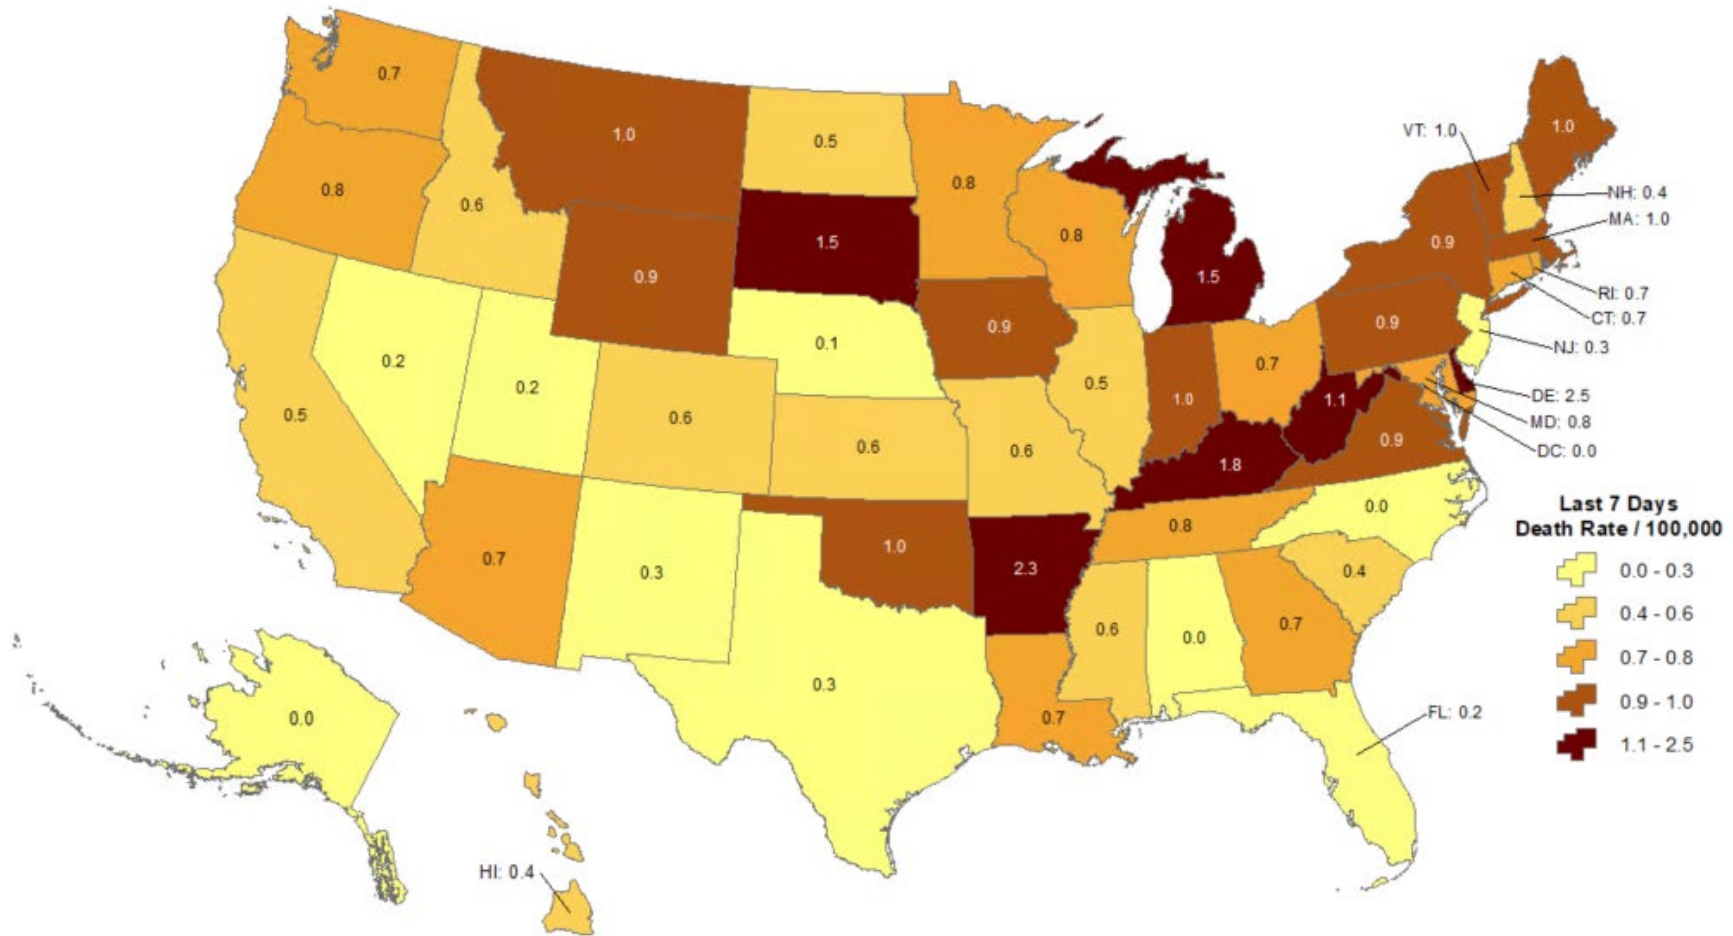 0.7
1.0
0.5
0.8
0.8
0.6
0.9
1.5
0.8
1.5
VT: 1.0
1.0
NH: 0.4
MA: 1.0
0.9
RI: 0.7
CT: 0.7
NJ: 0.3
0.5
0.2
0.2
0.6
0.1
0.9
0.5
1.0
0.7
0.9
1.1
DE: 2.5
MD: 0.8
DC: 0.0
0.6
0.6
1.8
0.9
0.7
0.3
1.0
2.3
0.8
0.0
0.4
0.3
0.7
0.6
0.0
0.7
FL: 0.2
0.0
HI: 0.4
Last 7 Days
Death Rate / 100,000
0.0 - 0.3
0.4 - 0.6
0.7 - 0.8
0.9 - 1.0
1.1 - 2.5